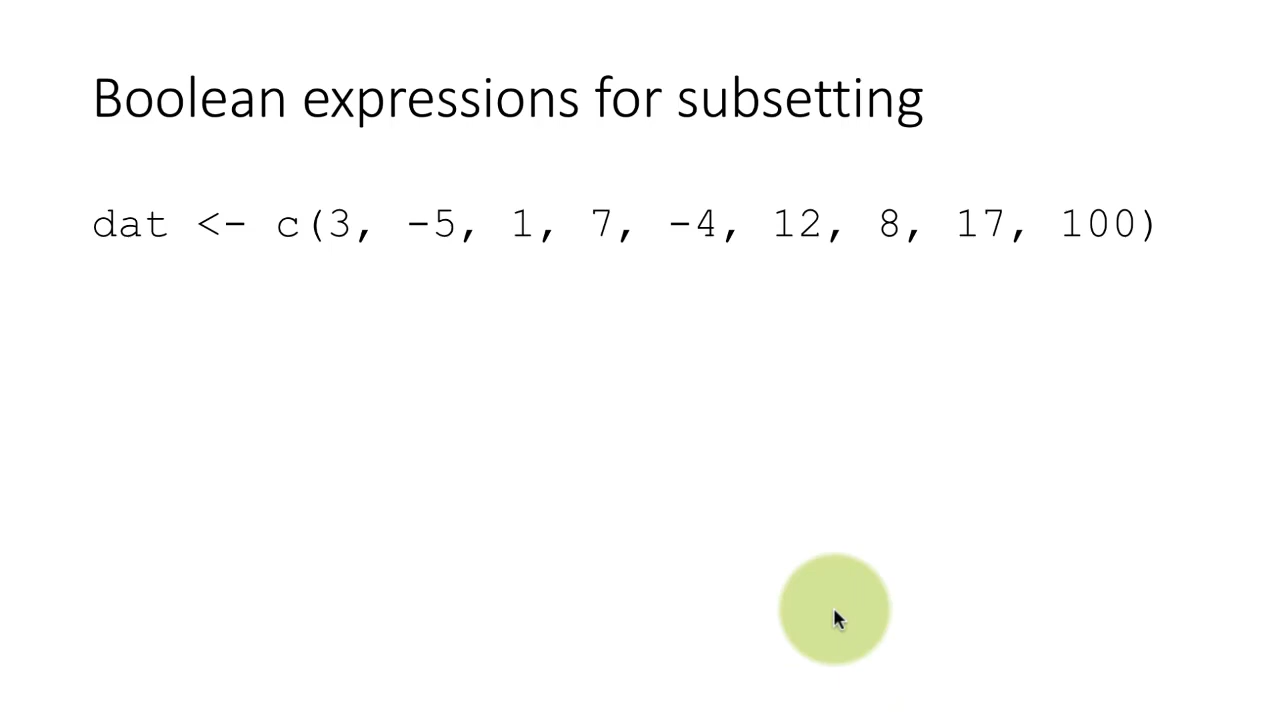 Boolean expressions for subsetting
dat <- c(3, -5, 1, 7, -4, 12, 8, 17, 100)